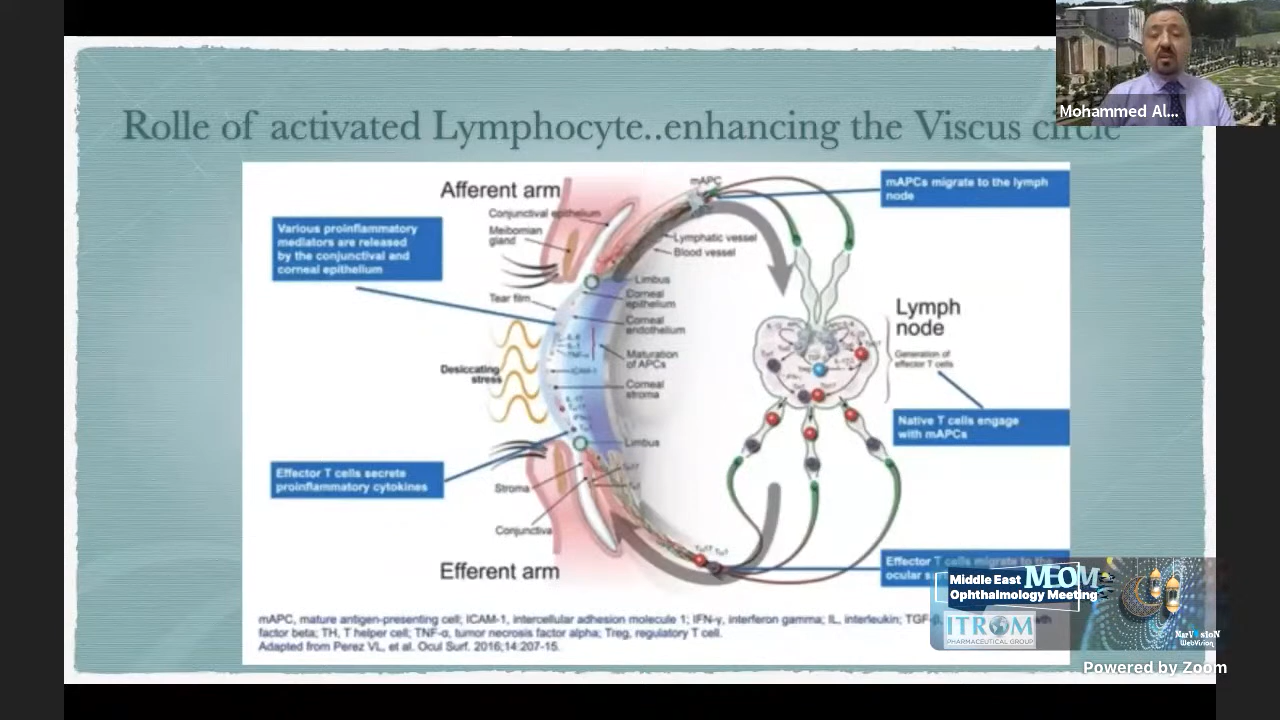 Rolle of activated Lymphocyte..enhancing the Viscus circle
Mohammed Al...
Afferent arm
mAPC
mAPCs migrate to the lymph
node
Conjunctival epithelium
Meibomian
gland
Various proinflammatory
mediators are released
by the conjunctival and
corneal epithelium
Lymphatic vessel
Blood vessel
Limbus
Corneal
epithelium
Tear film
Corneal
endothelium
Lymph
node
Generation of
effector T cells
Maturation
of APCs
ICAM-1
Desiccating
stress
Corneal
stroma
Native T cells engage
with mAPCs
Limbus
Effector T cells secrete
proinflammatory cytokines
Stroma
Conjunctiva
Efferent arm
Effector T cells migrate to the
ocular
mAPC, mature antigen-presenting cell; ICAM-1, intercellular adhesion molecule 1; IFN-γ, interferon gamma; IL, interleukin; TGF-
factor beta; TH, T helper cell; TNF-α, tumor necrosis factor alpha; Treg, regulatory T cell.
Adapted from Perez VL, et al. Ocul Surf. 2016;14:207-15.
Middle East MEOM
Ophthalmology Meeting
ITROM
PHARMACEUTICAL GROUP
WebVision
Powered by Zoom